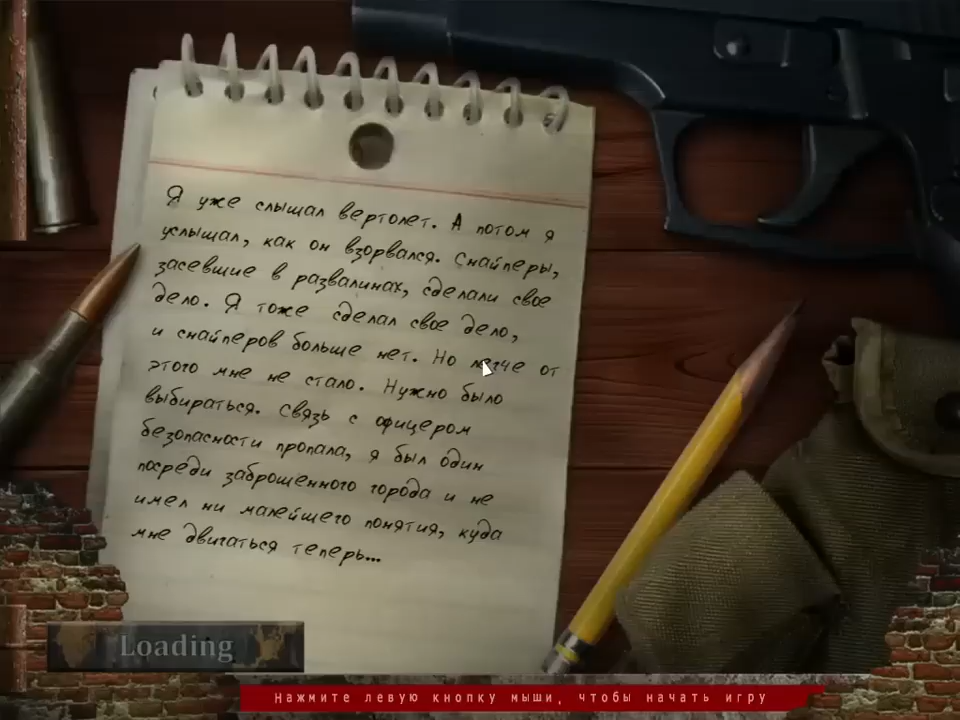 Я уже слышал вертолет. А потом я
услышал, как он взорвался. Снайперы,
засевшие в развалинах, сделали свое
дело. Я тоже сделал свое дело,
и снайперов больше нет. Но легче от
этого мне не стало. Нужно было
выбираться. Связь с офицером
безопасности пропала, я был один
посреди заброшенного города и не
имел ни малейшего понятия, куда
мне двигаться теперь...
Loading
Нажмите левую кнопку мыши, чтобы начать игру